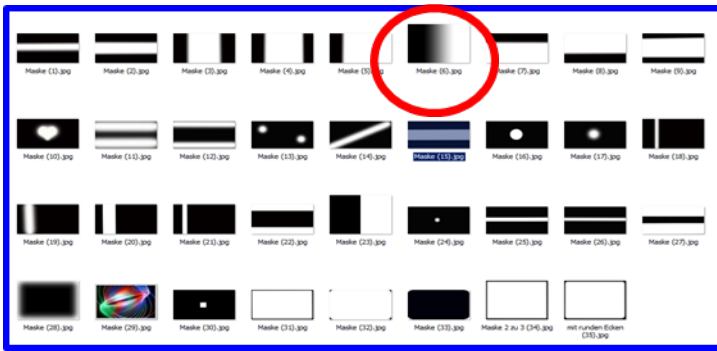 Maske (1).jpg
Maske (2).jpg
Maske (3).jpg
Maske (4).jpg
Maske (5).jpg
Maske (6).jpg
Maske (7).jpg
Maske (8).jpg
Maske (9).jpg
Maske (10).jpg
Maske (11).jpg
Maske (12).jpg
Maske (13).jpg
Maske (14).jpg
Maske (15).jpg
Maske (16).jpg
Maske (17).jpg
Maske (18).jpg
Maske (19).jpg
Maske (20).jpg
Maske (21).jpg
Maske (22).jpg
Maske (23).jpg
Maske (24).jpg
Maske (25).jpg
Maske (26).jpg
Maske (27).jpg
Maske (28).jpg
Maske (29).jpg
Maske (30).jpg
Maske (31).jpg
Maske (32).jpg
Maske (33).jpg
Maske 2 zu 3 (34).jpg
mit runden Ecken
(35).jpg